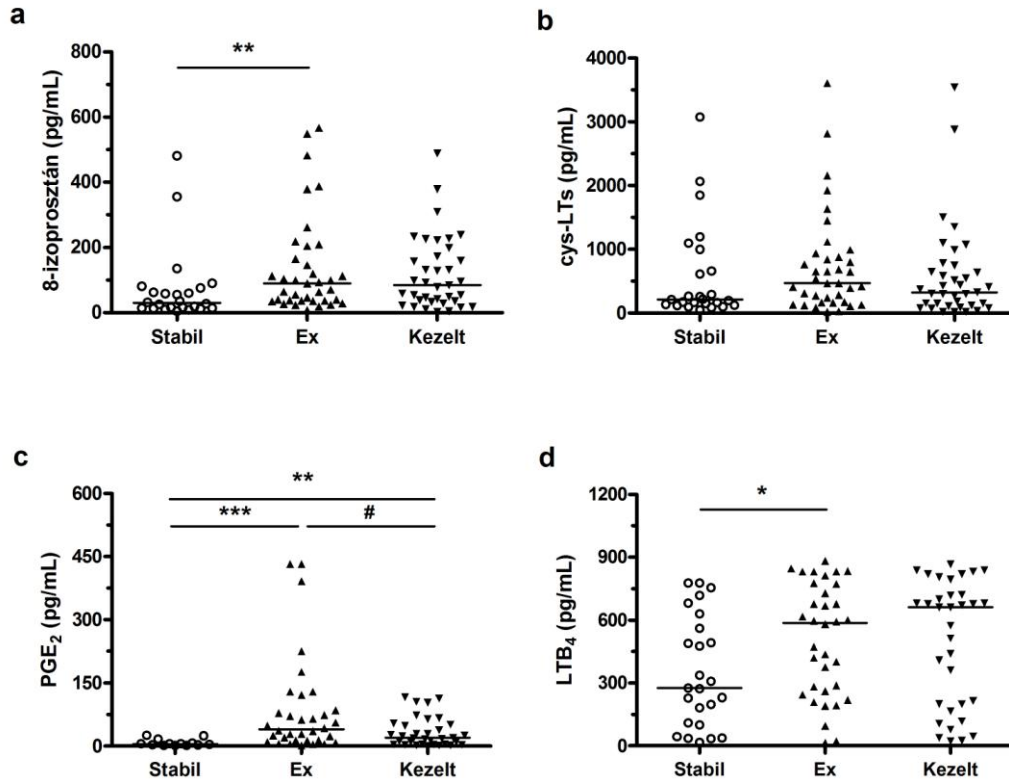 a
**
8-izoprosztán (pg/mL)
800
600
400
200
0
Stabil Ex Kezelt
b
cys-LTs (pg/mL)
4000
3000
2000
1000
0
Stabil Ex Kezelt
c
**
*** #
PGE₂ (pg/mL)
600
450
300
150
0
Stabil Ex Kezelt
d
*
LTB₄ (pg/mL)
1200
900
600
300
0
Stabil Ex Kezelt